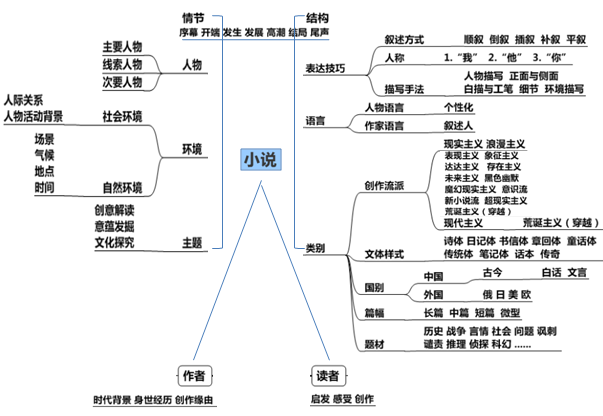 情节
序幕 开端 发生 发展 高潮 结局 尾声
主要人物
线索人物
次要人物
人物
人际关系
人物活动背景
社会环境
环境
场景
气候
地点
时间
自然环境
创意解读
意蕴发掘
文化探究
主题
小说
结构
表达技巧
叙述方式
顺叙 倒叙 插叙 补叙 平叙
人称
1.“我” 2.“他” 3.“你”
描写手法
人物描写 正面与侧面
白描与工笔 细节 环境描写
语言
人物语言
个性化
作家语言
叙述人
类别
创作流派
现实主义 浪漫主义
表现主义 象征主义
达达主义 存在主义
未来主义 黑色幽默
魔幻现实主义 意识流
新小说流 超现实主义
荒诞主义（穿越）
现代主义
荒诞主义（穿越）
文体样式
诗体 日记体 书信体 章回体 童话体
传统体 笔记体 话本 传奇
国别
中国
古今
白话 文言
外国
俄 日 美 欧
篇幅
长篇 中篇 短篇 微型
题材
历史 战争 言情 社会 问题 讽刺
谴责 推理 侦探 科幻 ......
作者
时代背景 身世经历 创作缘由
读者
启发 感受 创作